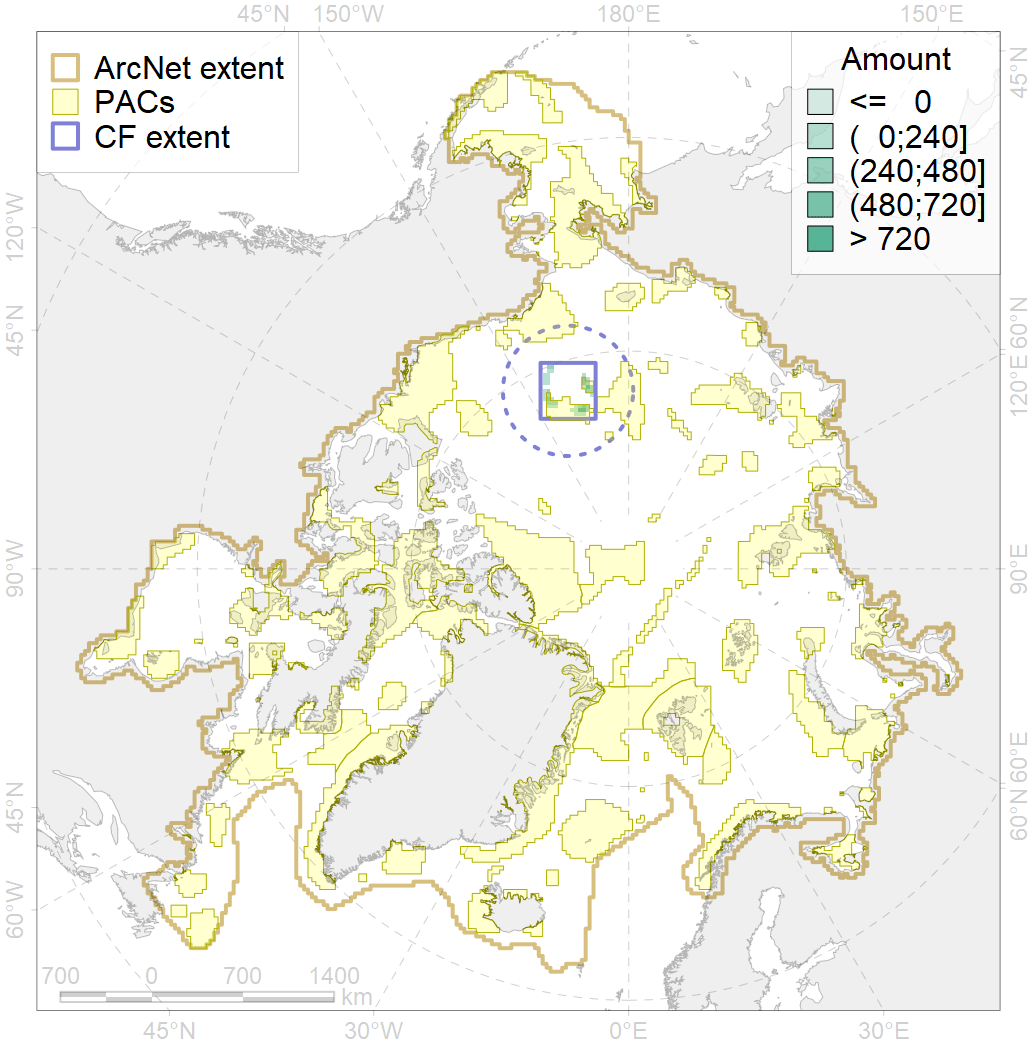 45°N 150°W 180°E 150°E
ArcNet extent
PACs
CF extent
Amount
<= 0
( 0;240]
(240;480]
(480;720]
> 720
45°N
120°W
45°N
60°N
120°E
90°W
90°E
45°N
60°N
60°E
60°W
700 0 700 1400
km
45°N 30°W 0°E 30°E